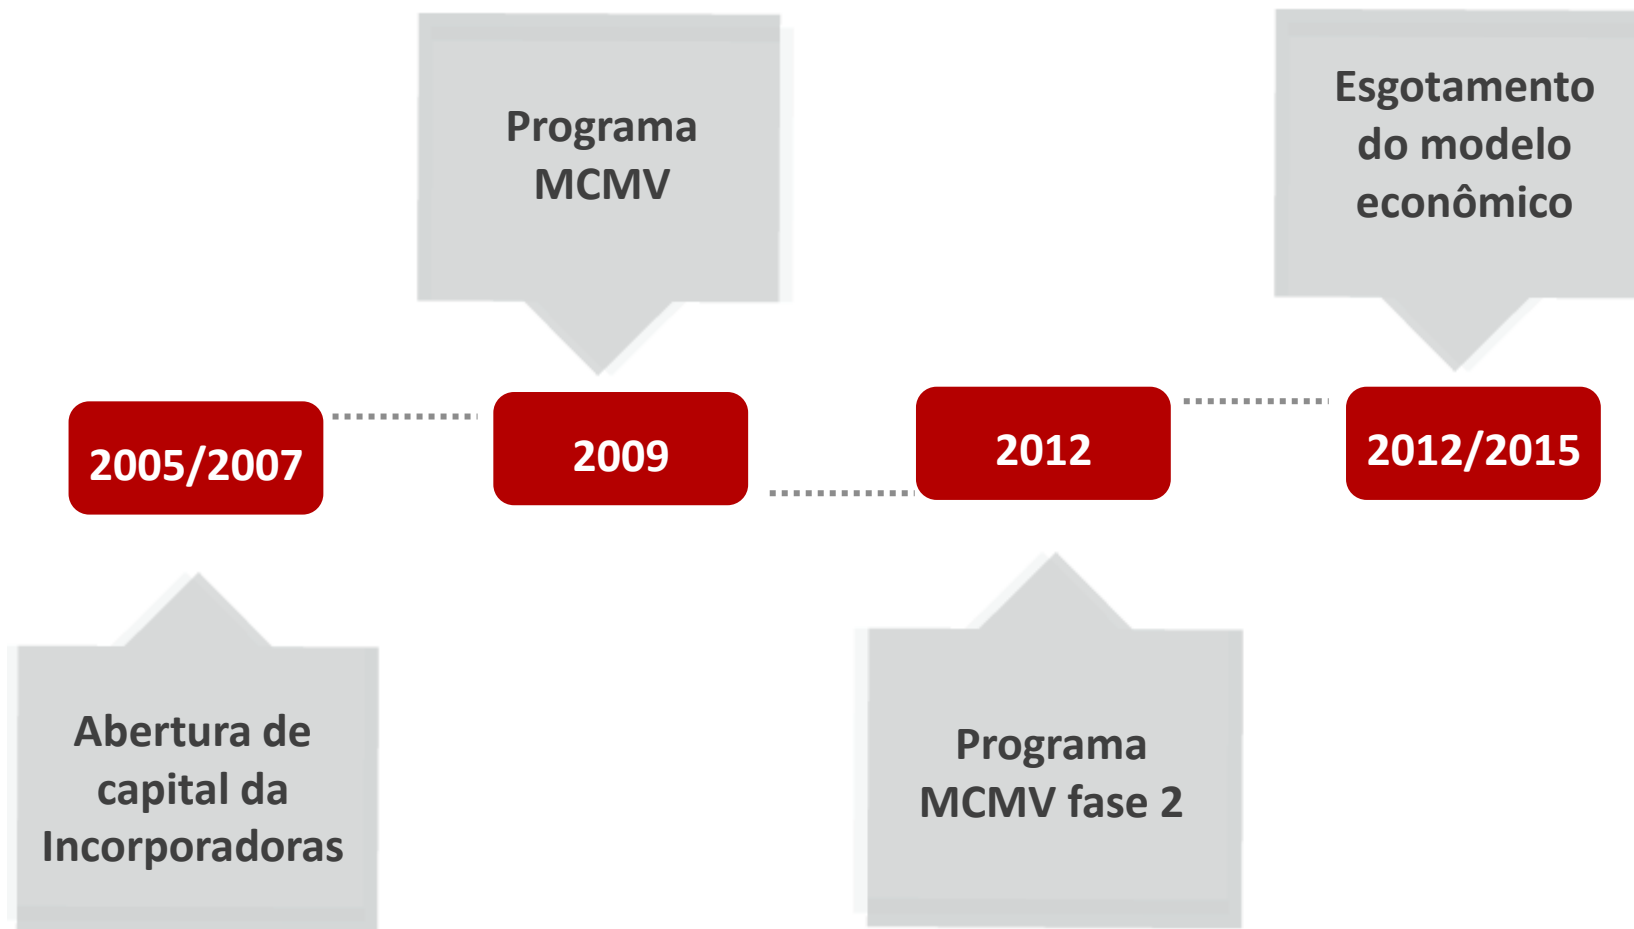 Programa
MCMV
Esgotamento
do modelo
econômico
2005/2007
2009
2012
2012/2015
Abertura de
capital da
Incorporadoras
Programa
MCMV fase 2